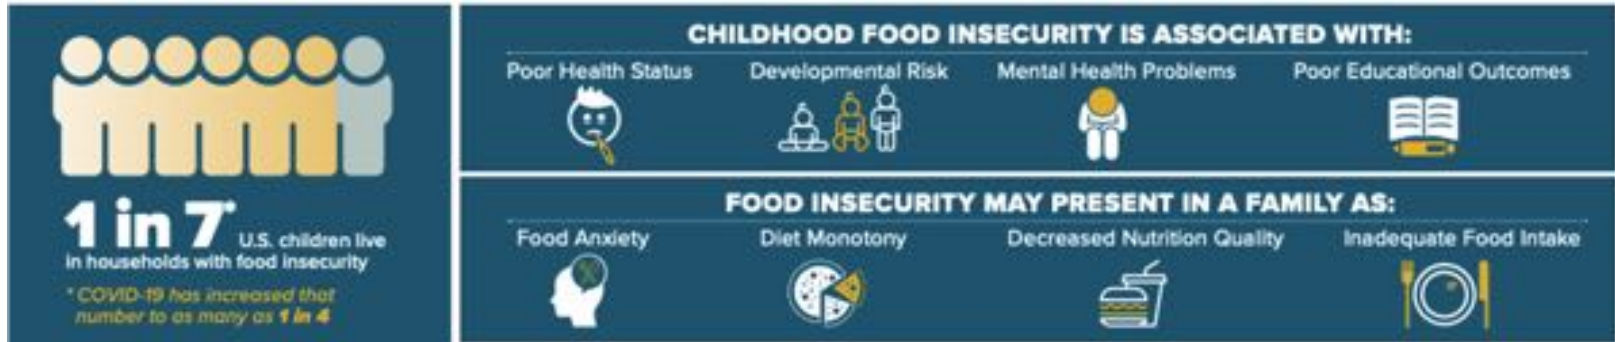 1 in 7* U.S. children live
in households with food insecurity
* COVID-19 has increased that
number to as many as 1 in 4
CHILDHOOD FOOD INSECURITY IS ASSOCIATED WITH:
Poor Health Status Developmental Risk Mental Health Problems Poor Educational Outcomes
FOOD INSECURITY MAY PRESENT IN A FAMILY AS:
Food Anxiety Diet Monotony Decreased Nutrition Quality Inadequate Food Intake